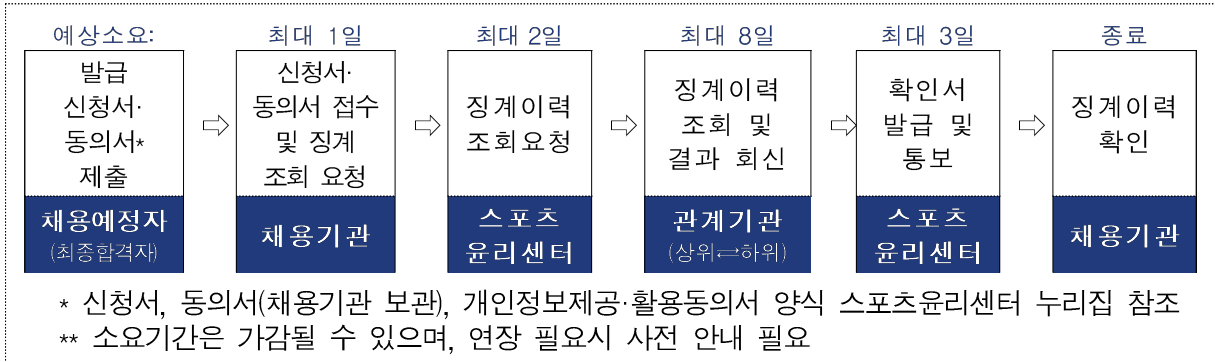 예상소요:
발급
신청서·
동의서*
제출
채용예정자
(최종합격자)
최대 1일
신청서·
동의서 접수
및 징계
조회 요청
채용기관
최대 2일
징계이력
조회요청
스포츠
윤리센터
최대 8일
징계이력
조회 및
결과 회신
관계기관
(상위⇄하위)
최대 3일
확인서
발급 및
통보
스포츠
윤리센터
종료
징계이력
확인
채용기관
* 신청서, 동의서(채용기관 보관), 개인정보제공·활용동의서 양식 스포츠윤리센터 누리집 참조
** 소요기간은 가감될 수 있으며, 연장 필요시 사전 안내 필요